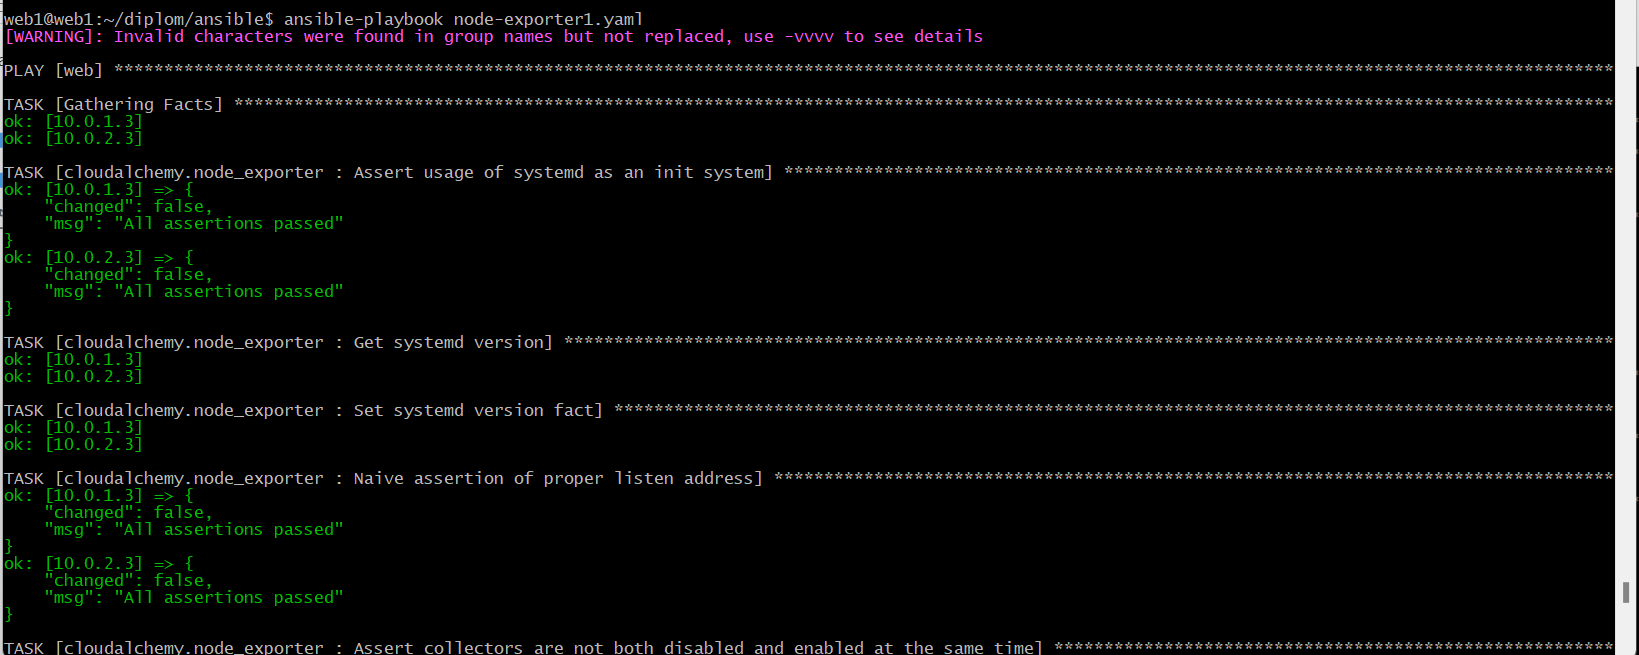 web1@web1:~/diplom/ansible$ ansible-playbook node-exporter1.yaml
[WARNING]: Invalid characters were found in group names but not replaced, use -vvvv to see details
PLAY [web] ******************************************************************************************************************************************************
TASK [Gathering Facts] ******************************************************************************************************************************************
ok: [10.0.1.3]
ok: [10.0.2.3]
TASK [cloudalchemy.node_exporter : Assert usage of systemd as an init system] ***********************************************************************************
ok: [10.0.1.3] => {
    "changed": false,
    "msg": "All assertions passed"
}
ok: [10.0.2.3] => {
    "changed": false,
    "msg": "All assertions passed"
}
TASK [cloudalchemy.node_exporter : Get systemd version] *********************************************************************************************************
ok: [10.0.1.3]
ok: [10.0.2.3]
TASK [cloudalchemy.node_exporter : Set systemd version fact] ****************************************************************************************************
ok: [10.0.1.3]
ok: [10.0.2.3]
TASK [cloudalchemy.node_exporter : Naive assertion of proper listen address] ************************************************************************************
ok: [10.0.1.3] => {
    "changed": false,
    "msg": "All assertions passed"
}
ok: [10.0.2.3] => {
    "changed": false,
    "msg": "All assertions passed"
}
TASK [cloudalchemy.node_exporter : Assert collectors are not both disabled and enabled at the same time] ********************************************************